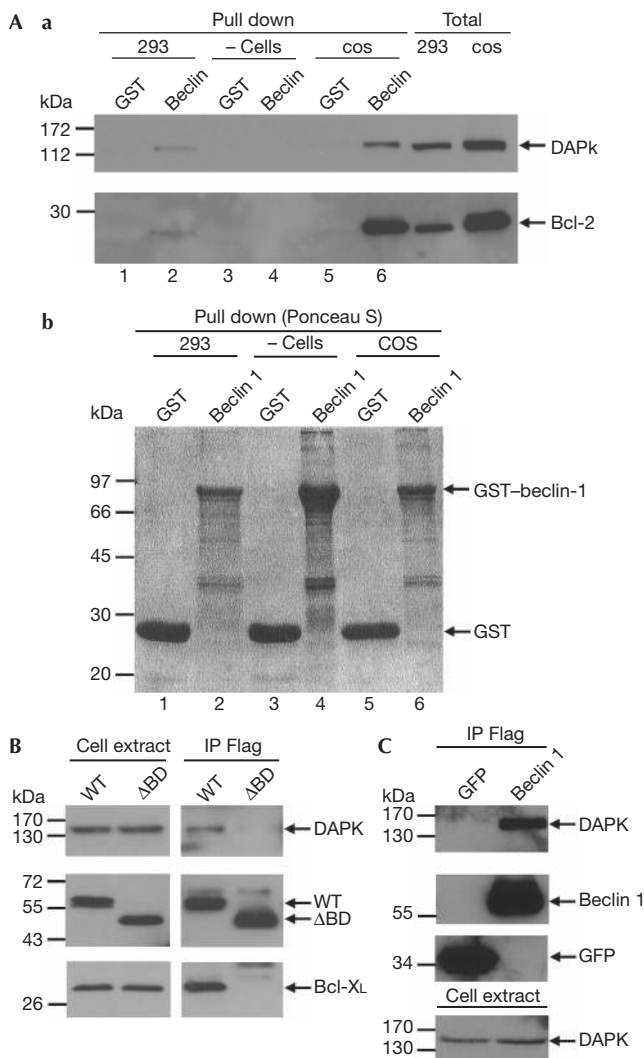 A a
Pull down Total
293 – Cells cos 293 cos
GST Beclin GST Beclin GST Beclin
kDa
172
112
DAPk
30
Bcl-2
1 2 3 4 5 6
b
Pull down (Ponceau S)
293 – Cells COS
GST Beclin 1 GST Beclin 1 GST Beclin 1
kDa
97
GST–beclin-1
66
45
30
GST
20
1 2 3 4 5 6
B
Cell extract IP Flag
WT ΔBD WT ΔBD
kDa
170
130
DAPK
72
55
WT
ΔBD
43
Bcl-XL
26
C
IP Flag
GFP Beclin 1
kDa
170
130
DAPK
Beclin 1
55
34
GFP
Cell extract
170
130
DAPK